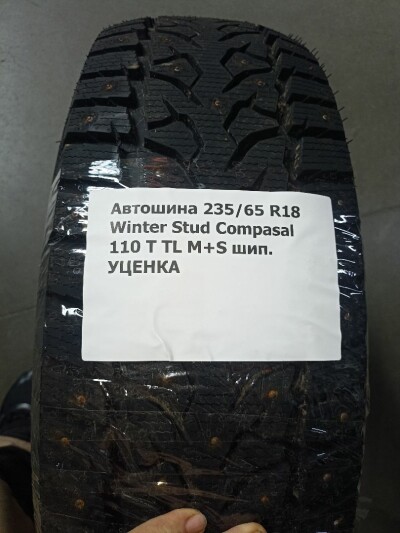 Автошина 235/65 R18
Winter Stud Compasal
110 T TL M+S шип.
УЦЕНКА